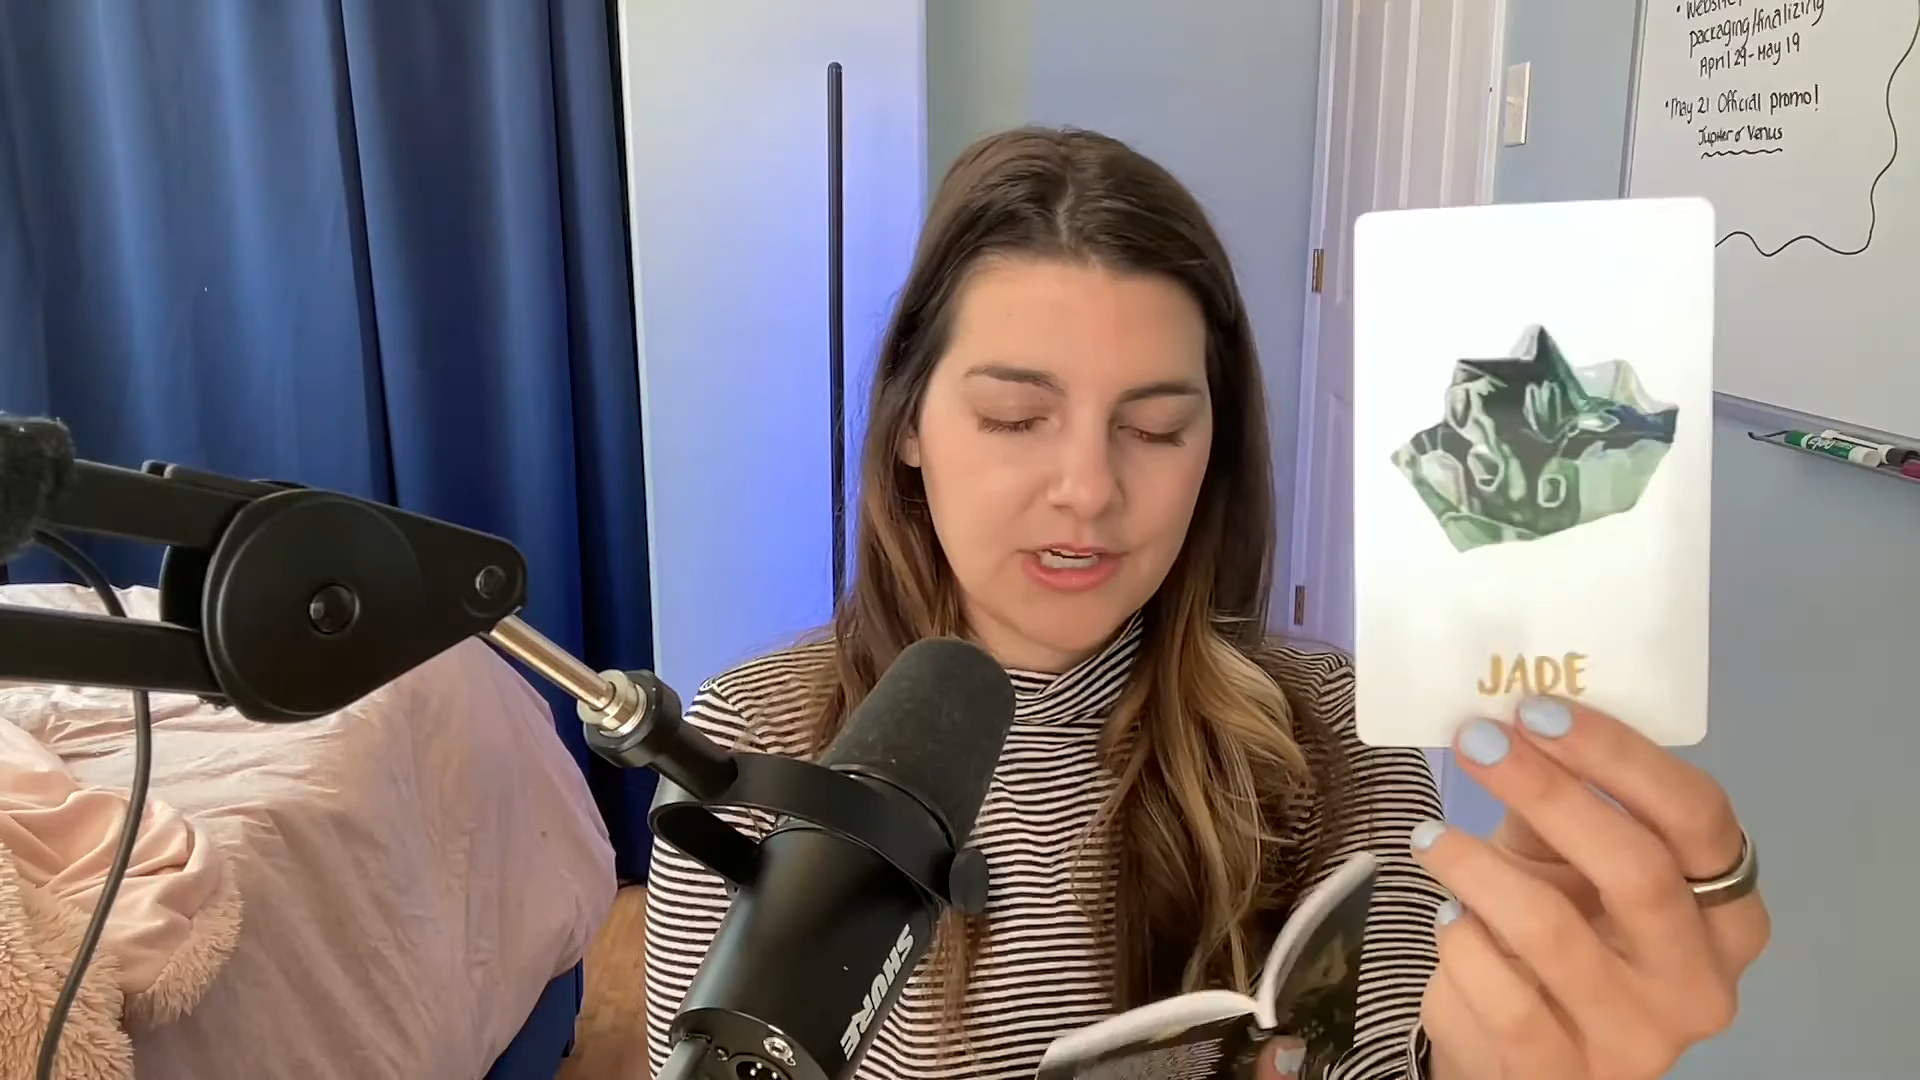 • Website
packaging/finalizing
April 29 - May 19
• May 21 Official promo!
Jupiter ♂ Venus
JADE
SHURE